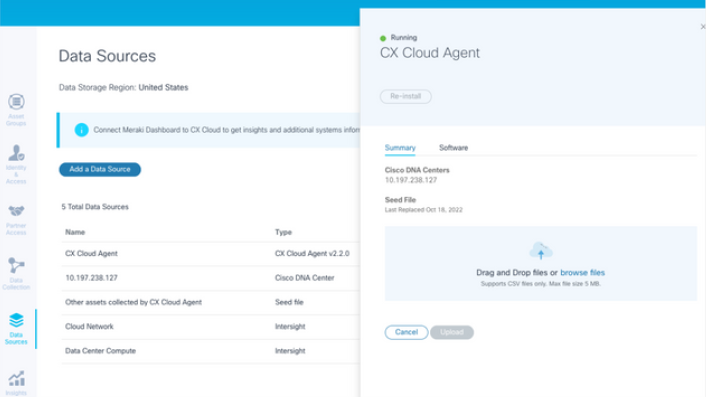 Data Sources
Data Storage Region: United States
Connect Meraki Dashboard to CX Cloud to get insights and additional systems infor
Add a Data Source
5 Total Data Sources
Name Type
CX Cloud Agent CX Cloud Agent v2.2.0
10.197.238.127 Cisco DNA Center
Other assets collected by CX Cloud Agent Seed file
Cloud Network Intersight
Data Center Compute Intersight
Asset
Groups
Identity
&
Access
Partner
Access
Data
Collection
Data
Sources
Insights
Running
CX Cloud Agent
Re-install
Summary Software
Cisco DNA Centers
10.197.238.127
Seed File
Last Replaced Oct 18, 2022
Drag and Drop files or browse files
Supports CSV files only. Max file size 5 MB.
Cancel Upload